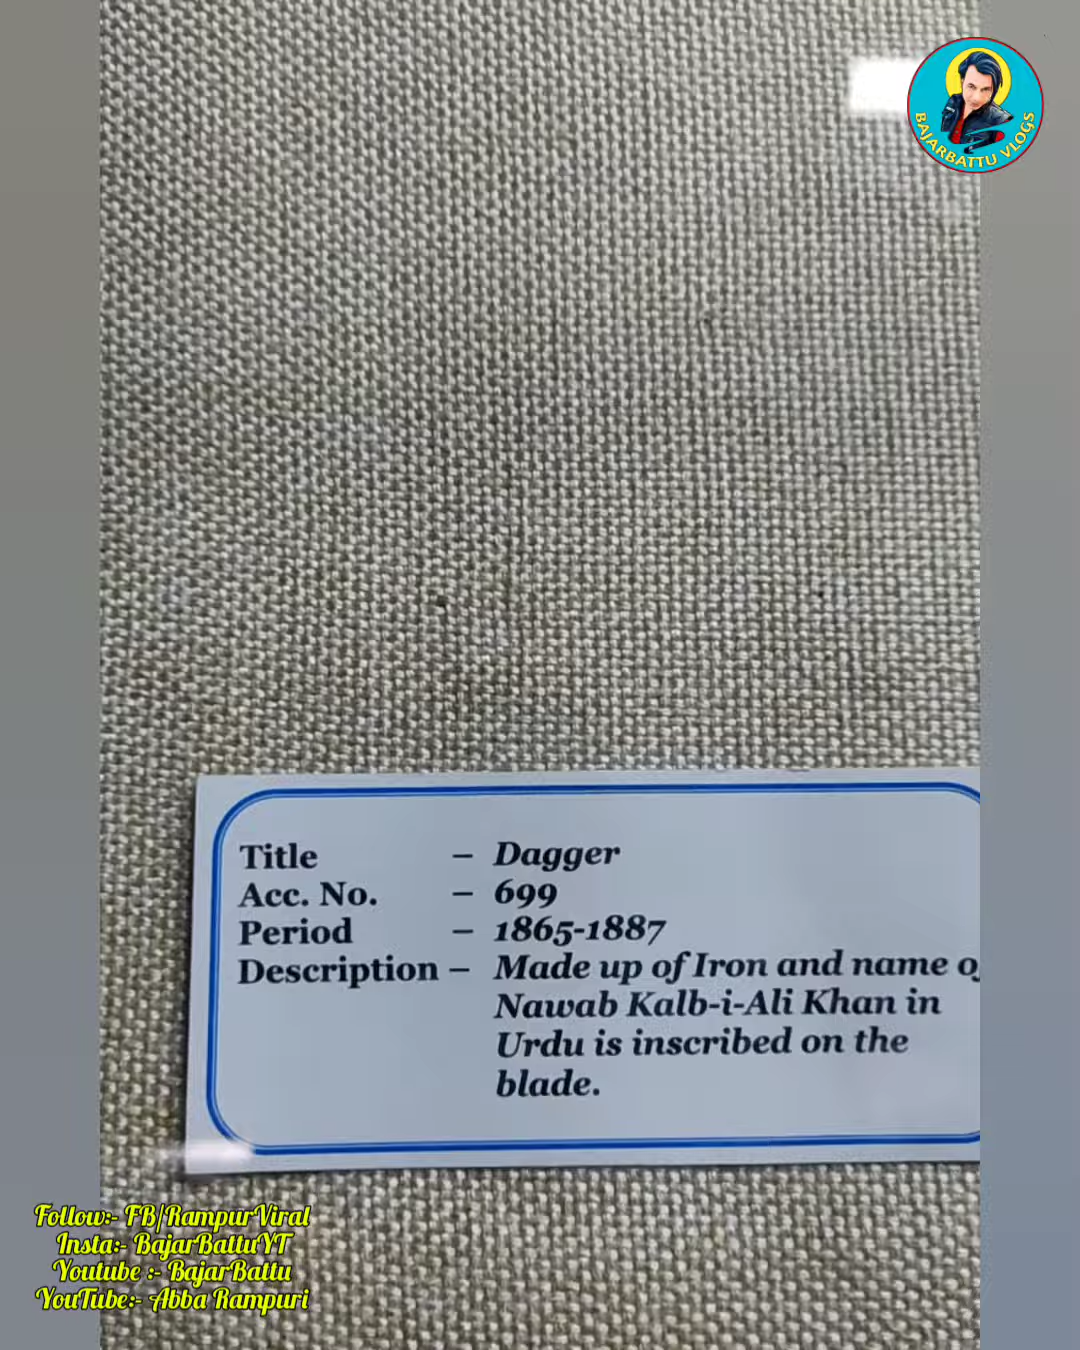 BAJARBATTU VLOGS
Title – Dagger
Acc. No. – 699
Period – 1865-1887
Description – Made up of Iron and name
Nawab Kalb-i-Ali Khan in
Urdu is inscribed on the
blade.
Follow:- FB/RampurViral
Insta:- BajarBattuYT
Youtube :- BajarBattu
YouTube:- Abba Rampuri